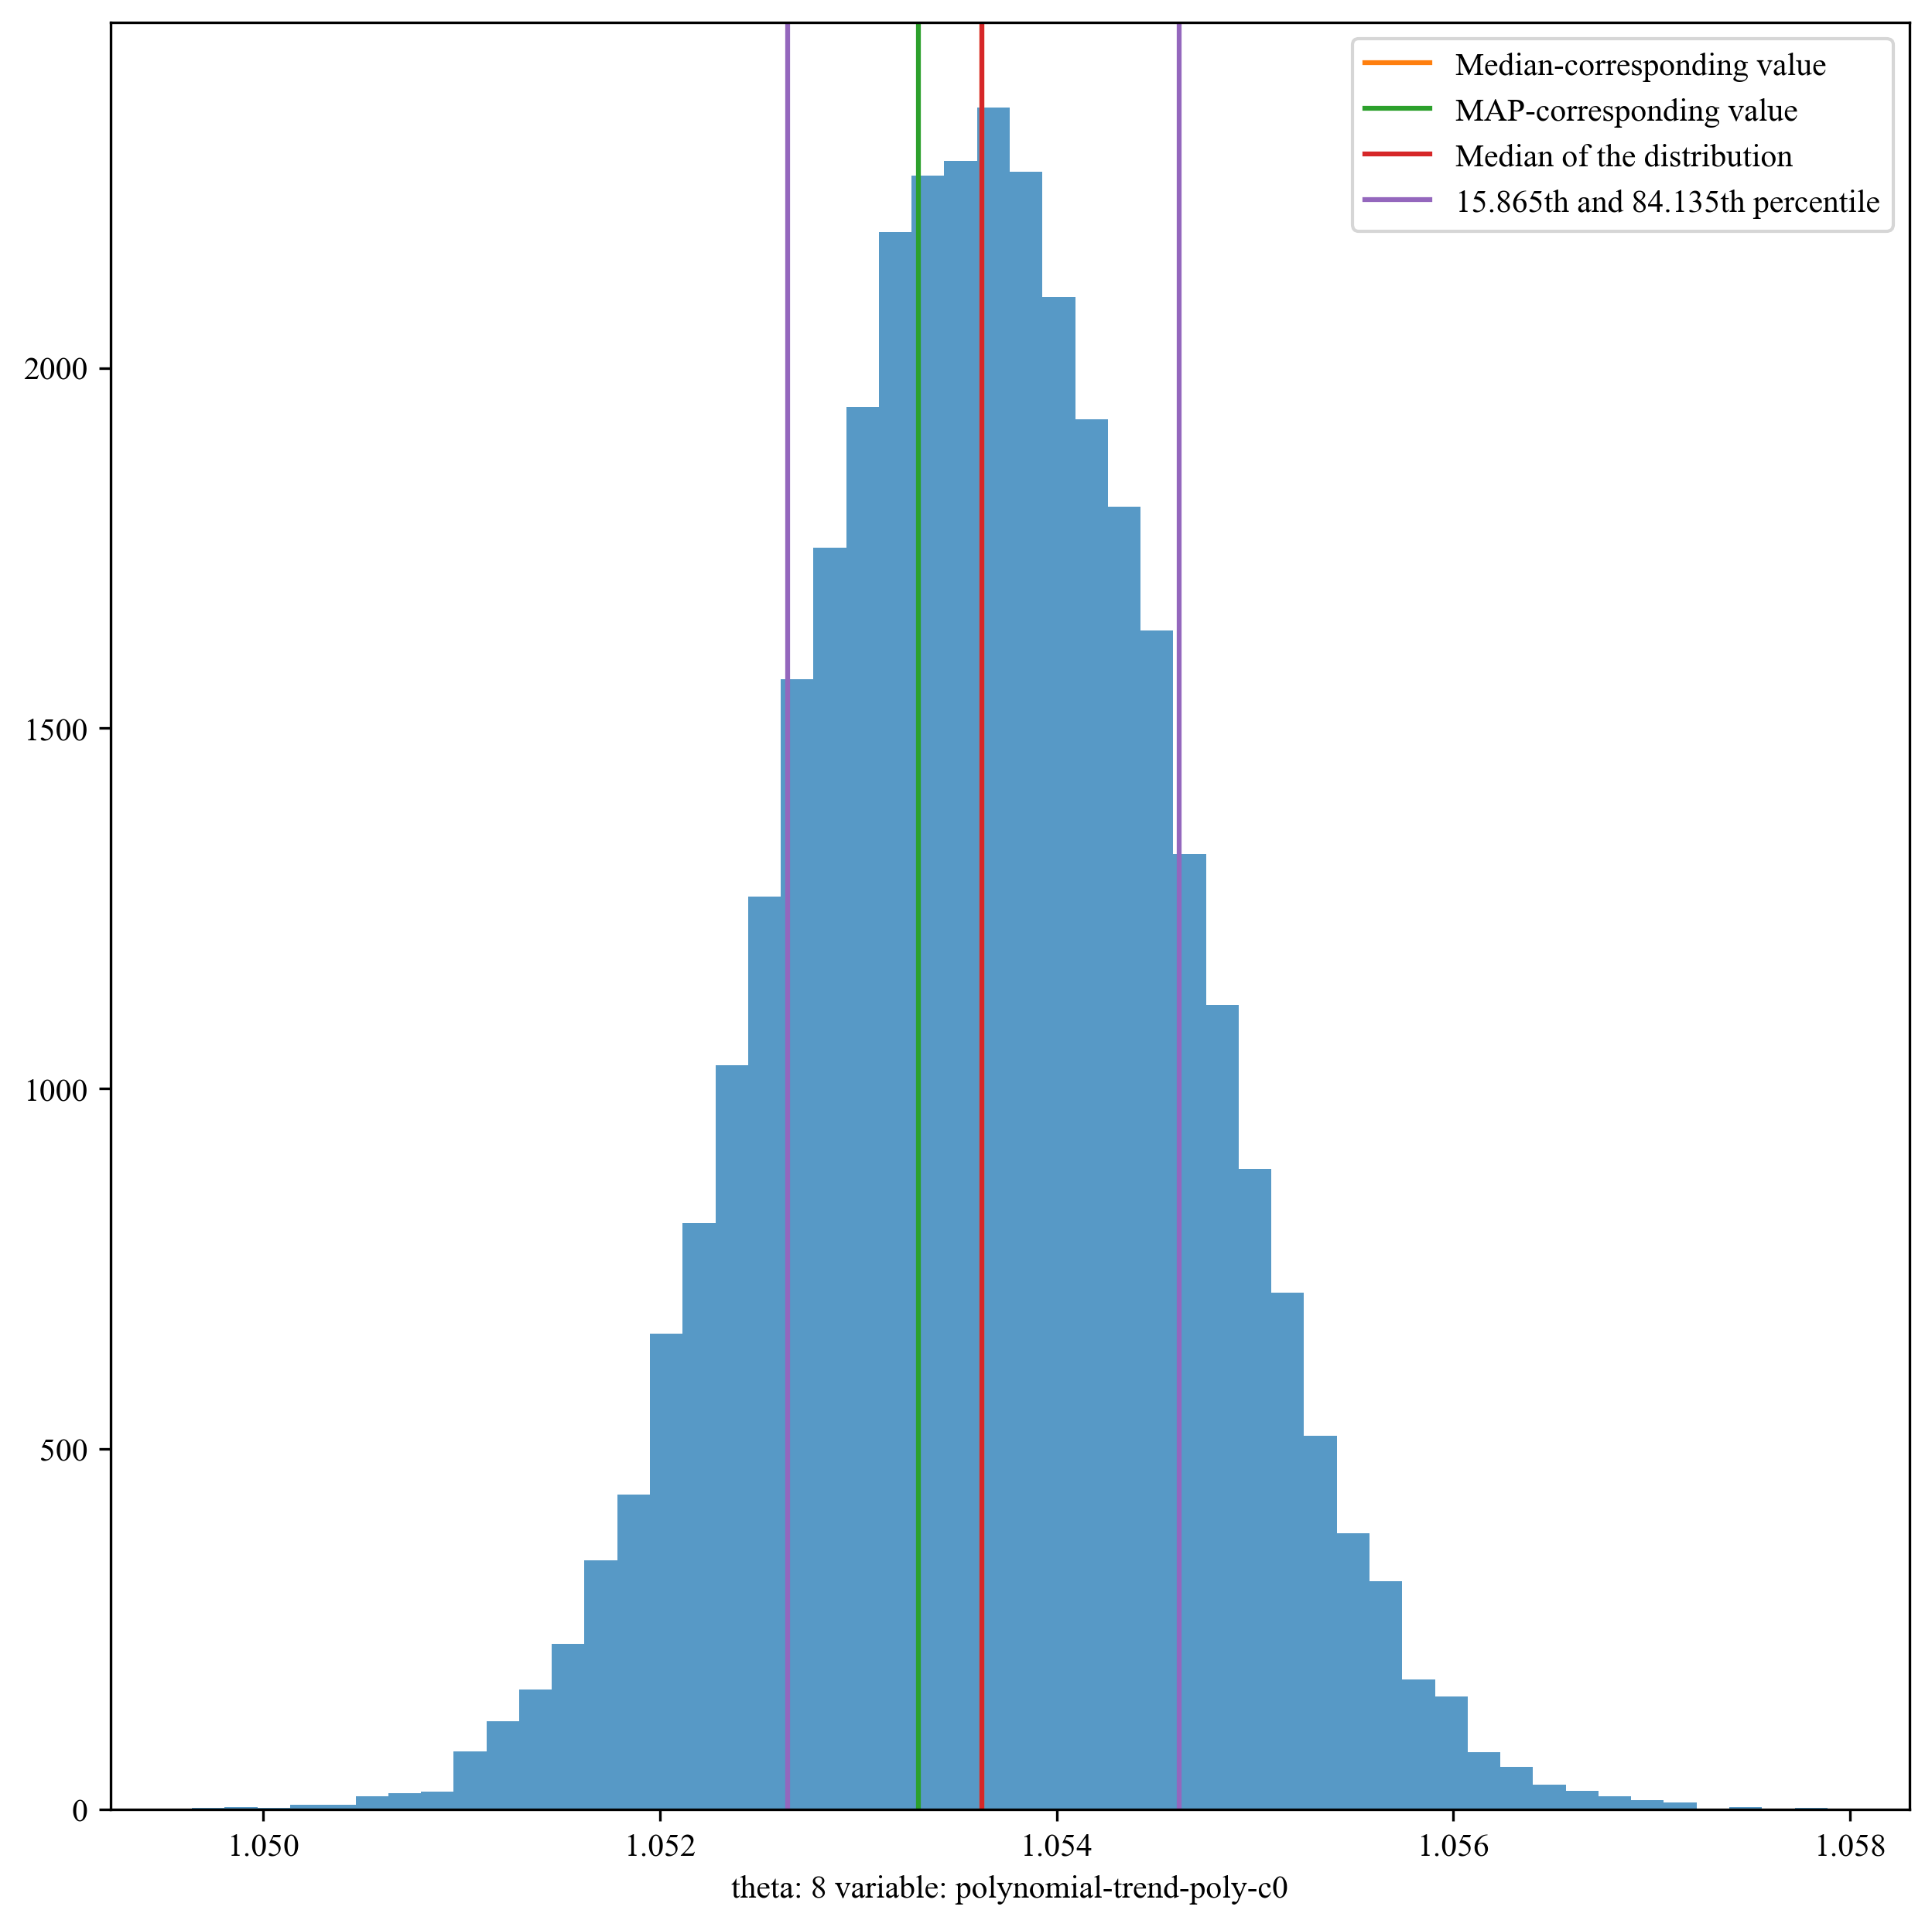 Median-corresponding value
MAP-corresponding value
Median of the distribution
15.865th and 84.135th percentile
2000
1500
1000
500
0
1.050 1.052 1.054 1.056 1.058
theta: 8 variable: polynomial-trend-poly-c0